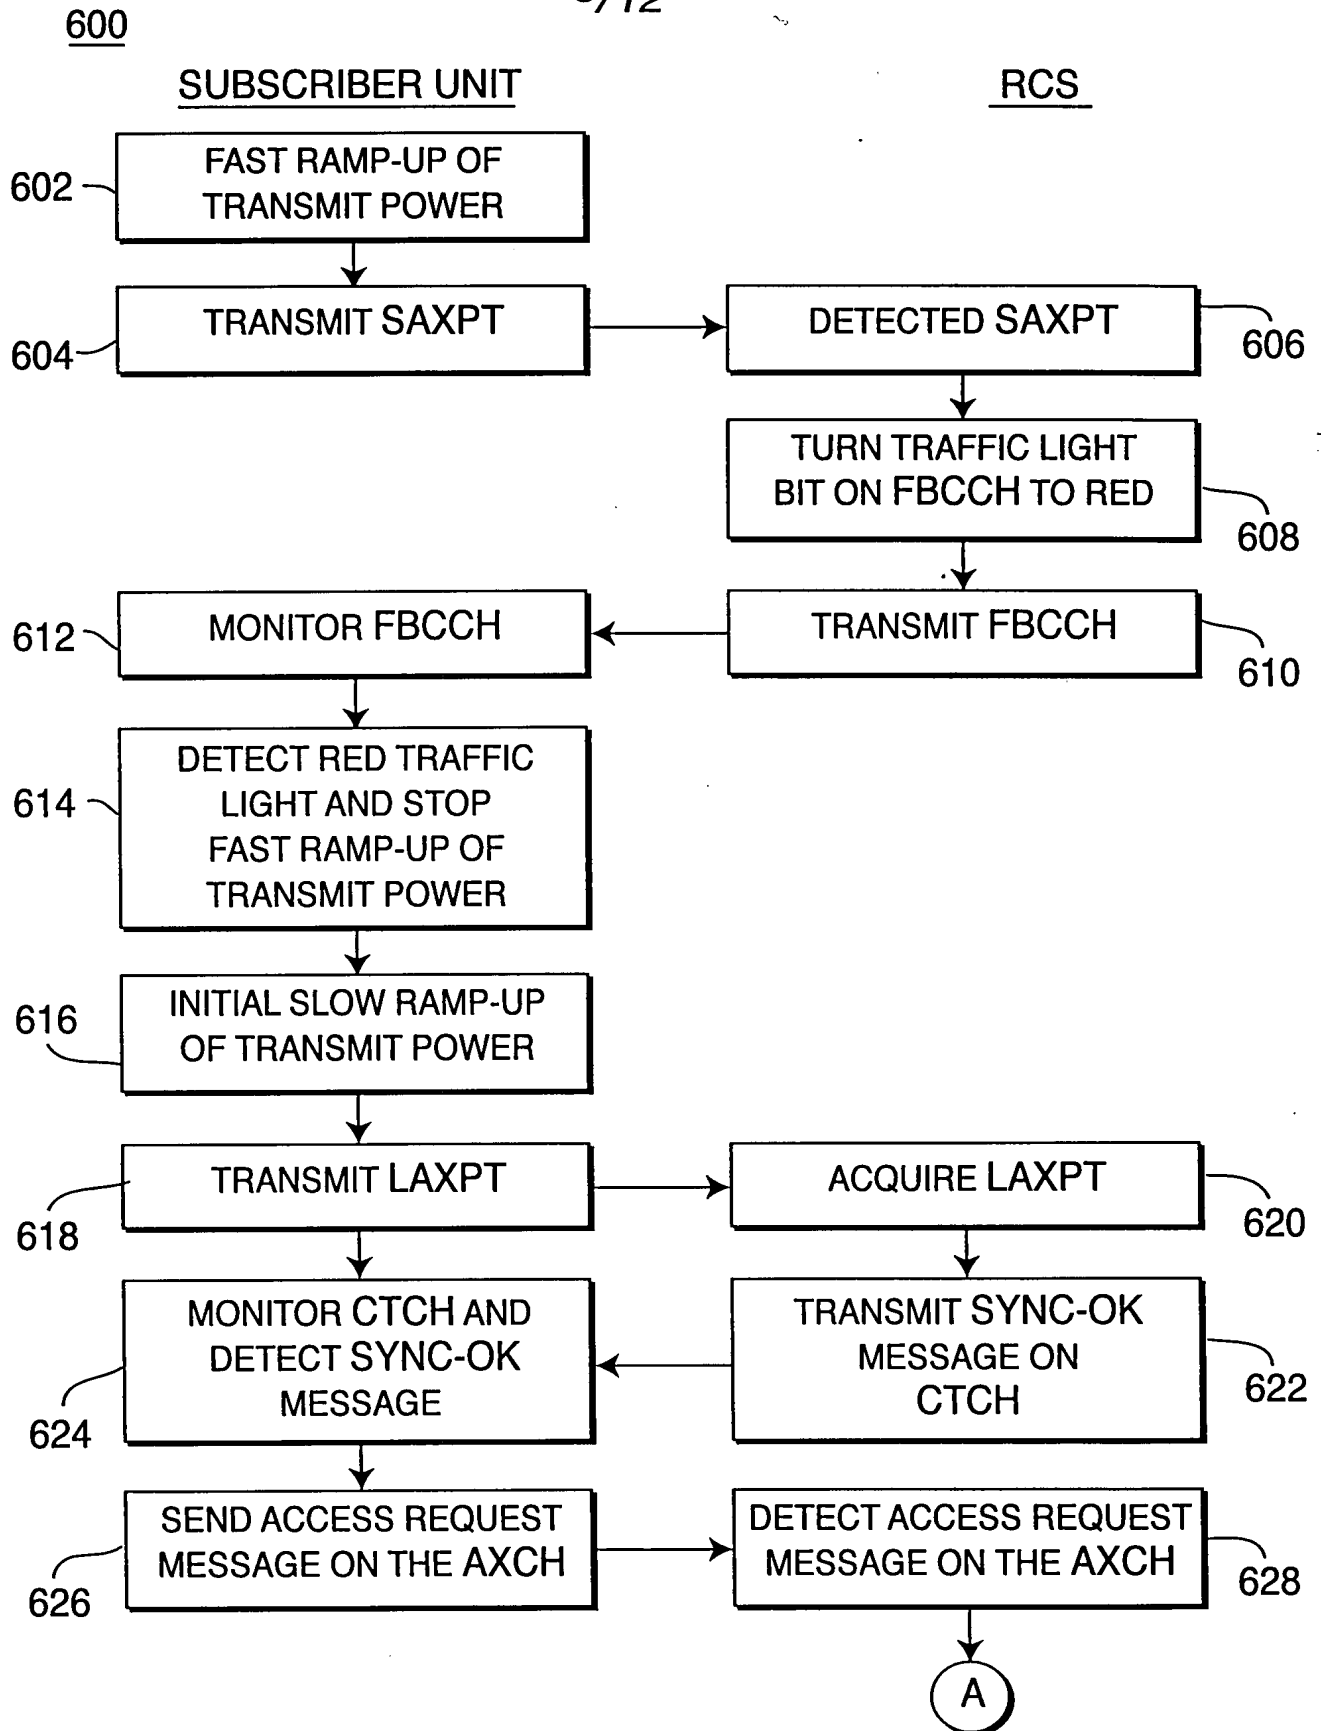 600
SUBSCRIBER UNIT
RCS
FAST RAMP-UP OF
TRANSMIT POWER
602
TRANSMIT SAXPT
604
DETECTED SAXPT
606
TURN TRAFFIC LIGHT
BIT ON FBCCH TO RED
608
MONITOR FBCCH
612
TRANSMIT FBCCH
610
DETECT RED TRAFFIC
LIGHT AND STOP
FAST RAMP-UP OF
TRANSMIT POWER
614
INITIAL SLOW RAMP-UP
OF TRANSMIT POWER
616
TRANSMIT LAXPT
618
ACQUIRE LAXPT
620
MONITOR CTCH AND
DETECT SYNC-OK
MESSAGE
624
TRANSMIT SYNC-OK
MESSAGE ON
CTCH
622
SEND ACCESS REQUEST
MESSAGE ON THE AXCH
626
DETECT ACCESS REQUEST
MESSAGE ON THE AXCH
628
A